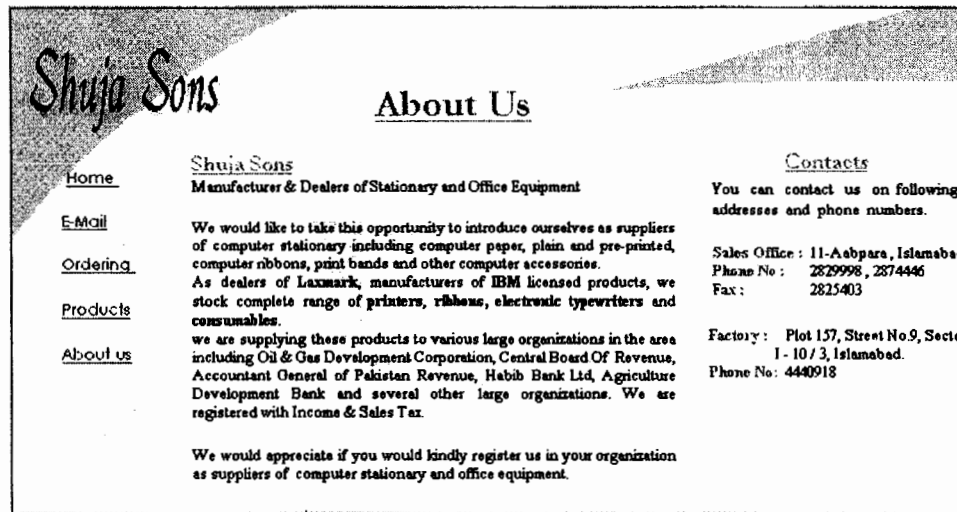 Shuja Sons
About Us
Home
E-Mail
Ordering
Products
About us
Shuja Sons
Manufacturer & Dealers of Stationary and Office Equipment
We would like to take this opportunity to introduce ourselves as suppliers
of computer stationary including computer paper, plain and pre-printed,
computer ribbons, print bands and other computer accessories.
As dealers of Laxmark, manufacturers of IBM licensed products, we
stock complete range of printers, ribbons, electronic typewriters and
consumables.
we are supplying these products to various large organizations in the area
including Oil & Gas Development Corporation, Central Board Of Revenue,
Accountant General of Pakistan Revenue, Habib Bank Ltd, Agriculture
Development Bank and several other large organizations. We are
registered with Income & Sales Tax.
We would appreciate if you would kindly register us in your organization
as suppliers of computer stationary and office equipment.
Contacts
You can contact us on following
addresses and phone numbers.
Sales Office : 11-Aabpara, Islamaba
Phone No : 2829998 , 2874446
Fax : 2825403
Factory : Plot 157, Street No.9, Secto
I - 10 / 3, Islamabad.
Phone No: 4440918